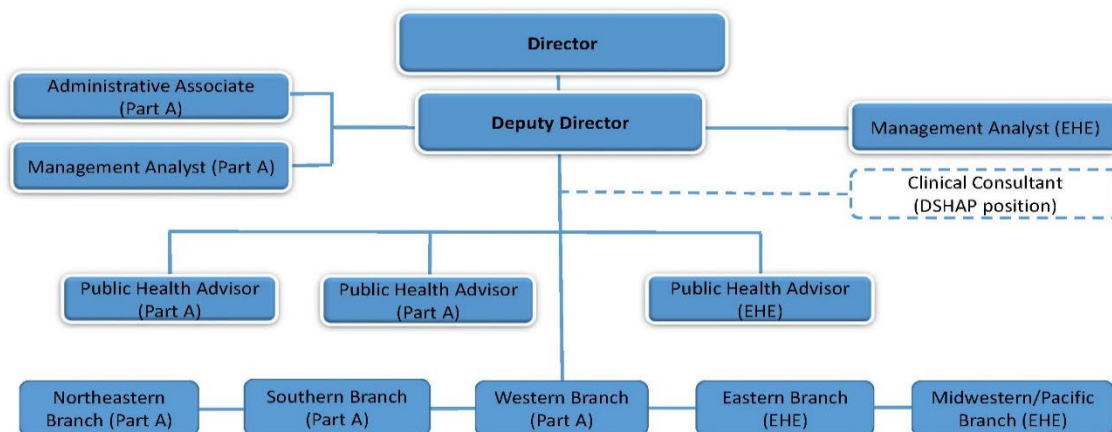 Director
Administrative Associate
(Part A)
Deputy Director
Management Analyst (EHE)
Management Analyst (Part A)
Clinical Consultant
(DSHAP position)
Public Health Advisor
(Part A)
Public Health Advisor
(Part A)
Public Health Advisor
(EHE)
Northeastern
Branch (Part A)
Southern Branch
(Part A)
Western Branch
(Part A)
Eastern Branch
(EHE)
Midwestern/Pacific
Branch (EHE)